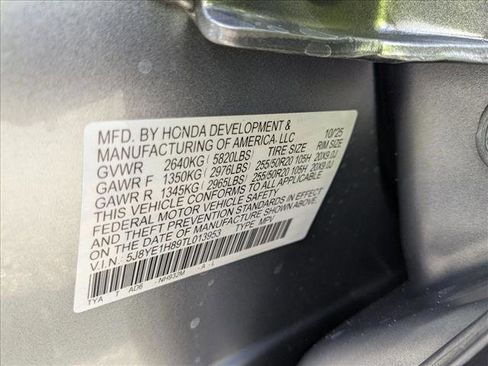 MFD. BY HONDA DEVELOPMENT & 10/25
MANUFACTURING OF AMERICA, LLC
GVWR 2640KG ( 5820LBS) TIRE SIZE RIM SIZE
GAWR F 1350KG ( 2976LBS) 255/50R20 105H 20X9.0J
GAWR R 1345KG ( 2965LBS) 255/50R20 105H 20X9.0J
THIS VEHICLE CONFORMS TO ALL APPLICABLE
FEDERAL MOTOR VEHICLE SAFETY
AND THEFT PREVENTION STANDARDS IN EFFECT
ON THE DATE OF MANUFACTURE SHOWN ABOVE.
V.I.N.: 5J8YE1H89TL013953 TYPE: MPV
TYA T AD6 NH932M - A - L